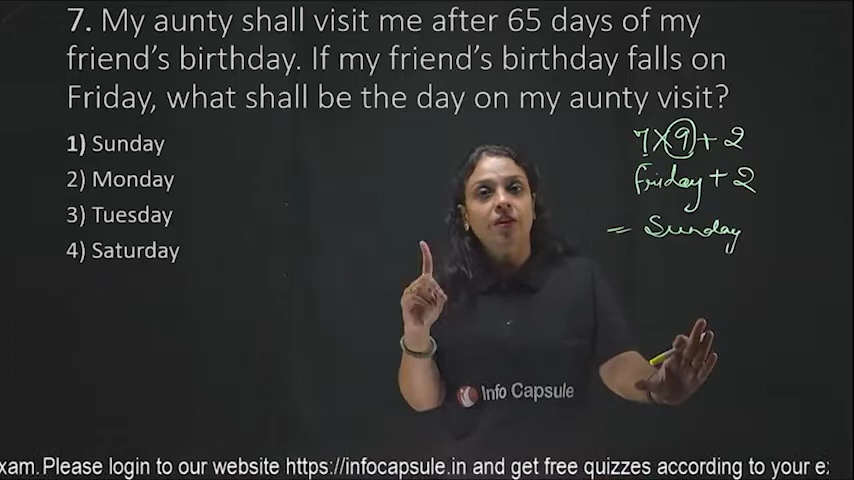 7. My aunty shall visit me after 65 days of my
friend's birthday. If my friend's birthday falls on
Friday, what shall be the day on my aunty visit?
1) Sunday
2) Monday
3) Tuesday
4) Saturday
7X9+2
Friday + 2
= Sunday
Info Capsule
xam. Please login to our website https://infocapsule.in and get free quizzes according to your e